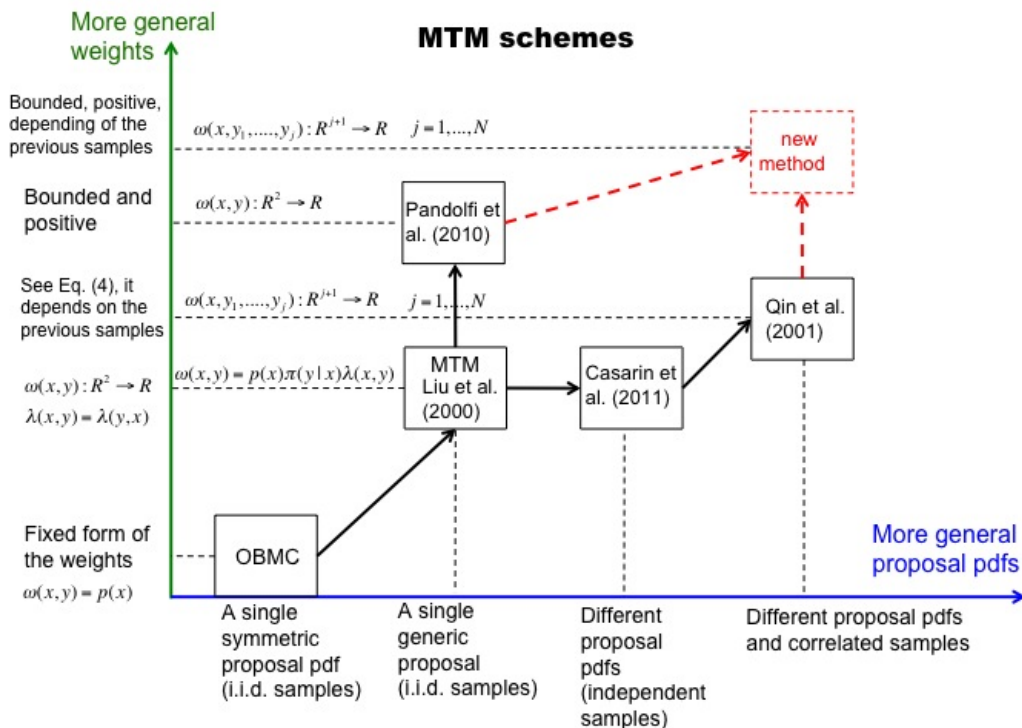 More general
weights
MTM schemes
Bounded, positive,
depending of the
previous samples
ω(x, y₁,...., yⱼ) : Rʲ⁺¹ → R   j = 1,..., N
new
method
Bounded and
positive
ω(x, y) : R² → R
Pandolfi et
al. (2010)
See Eq. (4), it
depends on the
previous samples
ω(x, y₁,...., yⱼ) : Rʲ⁺¹ → R   j = 1,..., N
Qin et al.
(2001)
ω(x, y) : R² → R
λ(x, y) = λ(y, x)
ω(x, y) = p(x)π(y | x)λ(x, y)
MTM
Liu et al.
(2000)
Casarin et
al. (2011)
Fixed form of
the weights
ω(x, y) = p(x)
OBMC
More general
proposal pdfs
A single
symmetric
proposal pdf
(i.i.d. samples)
A single
generic
proposal
(i.i.d. samples)
Different
proposal
pdfs
(independent
samples)
Different proposal pdfs
and correlated samples